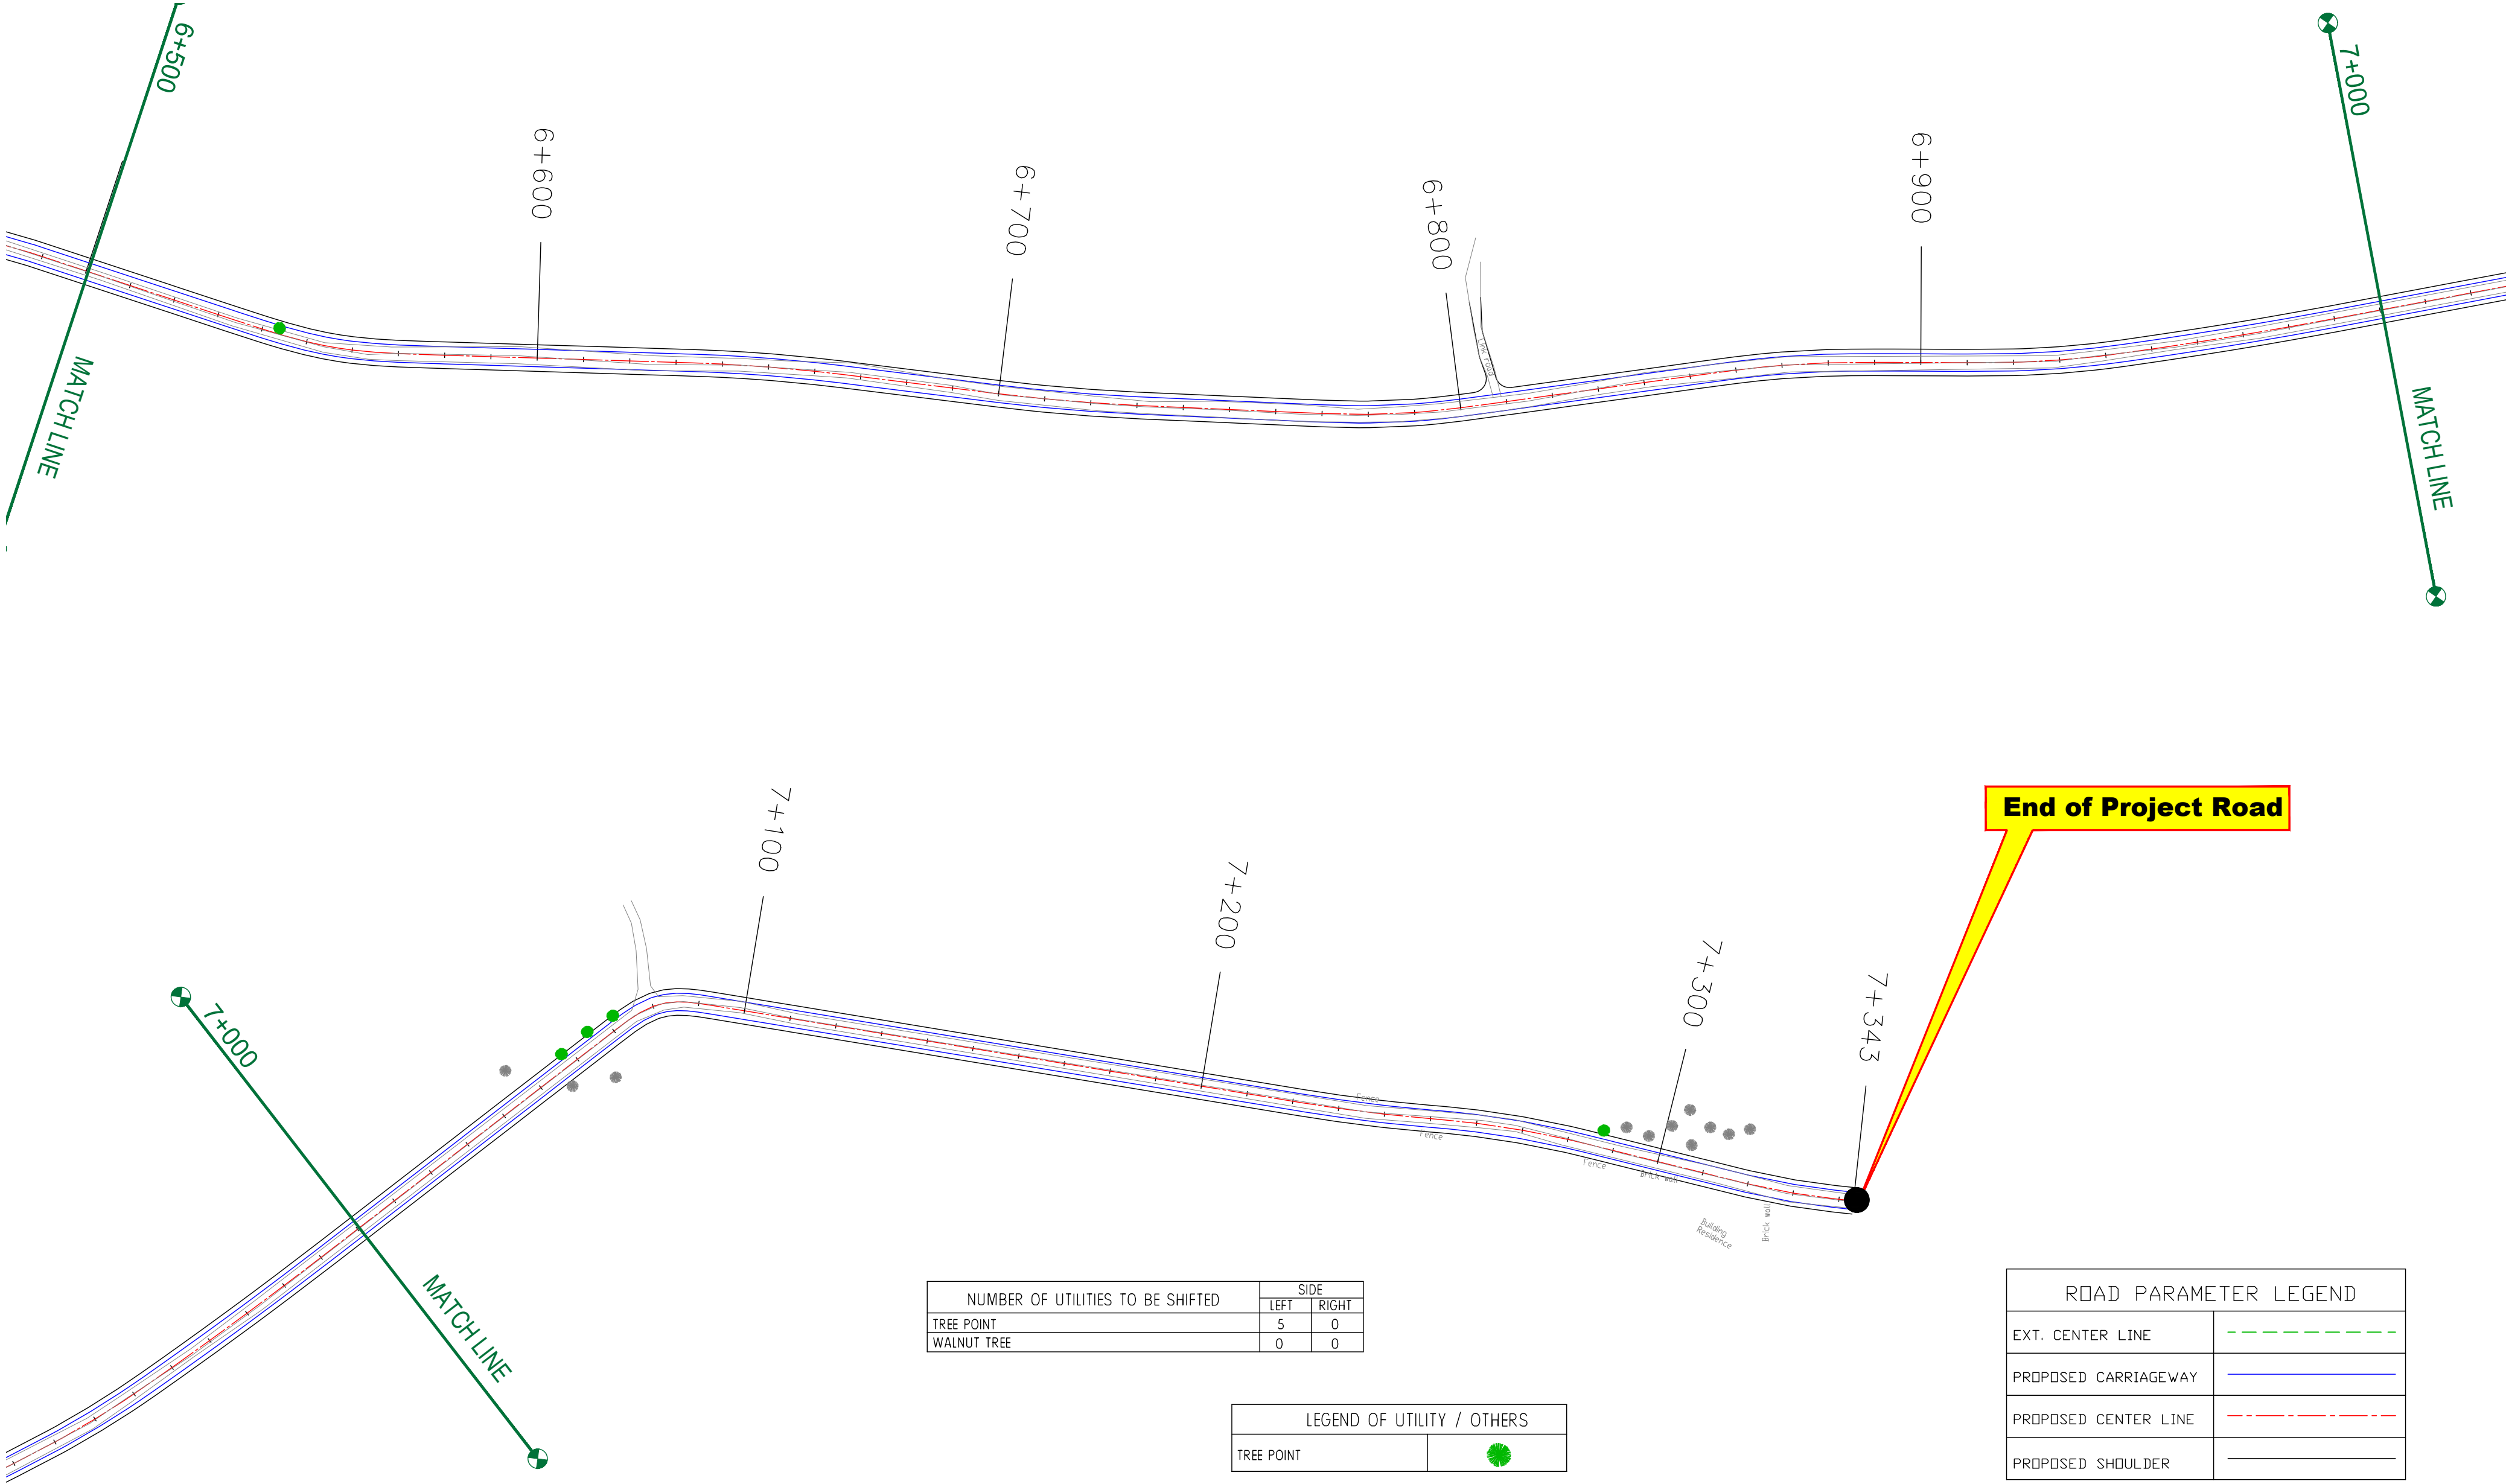 6+500
MATCH LINE
6+600
6+700
6+800
Link road
6+900
7+000
MATCH LINE
End of Project Road
7+000
MATCH LINE
7+100
7+200
7+300
7+343
Fence
Fence
Fence
Brick wall
Building
Residence
Brick wall
NUMBER OF UTILITIES TO BE SHIFTED
SIDE
LEFT RIGHT
TREE POINT 5 0
WALNUT TREE 0 0
LEGEND OF UTILITY / OTHERS
TREE POINT
ROAD PARAMETER LEGEND
EXT. CENTER LINE
PROPOSED CARRIAGEWAY
PROPOSED CENTER LINE
PROPOSED SHOULDER